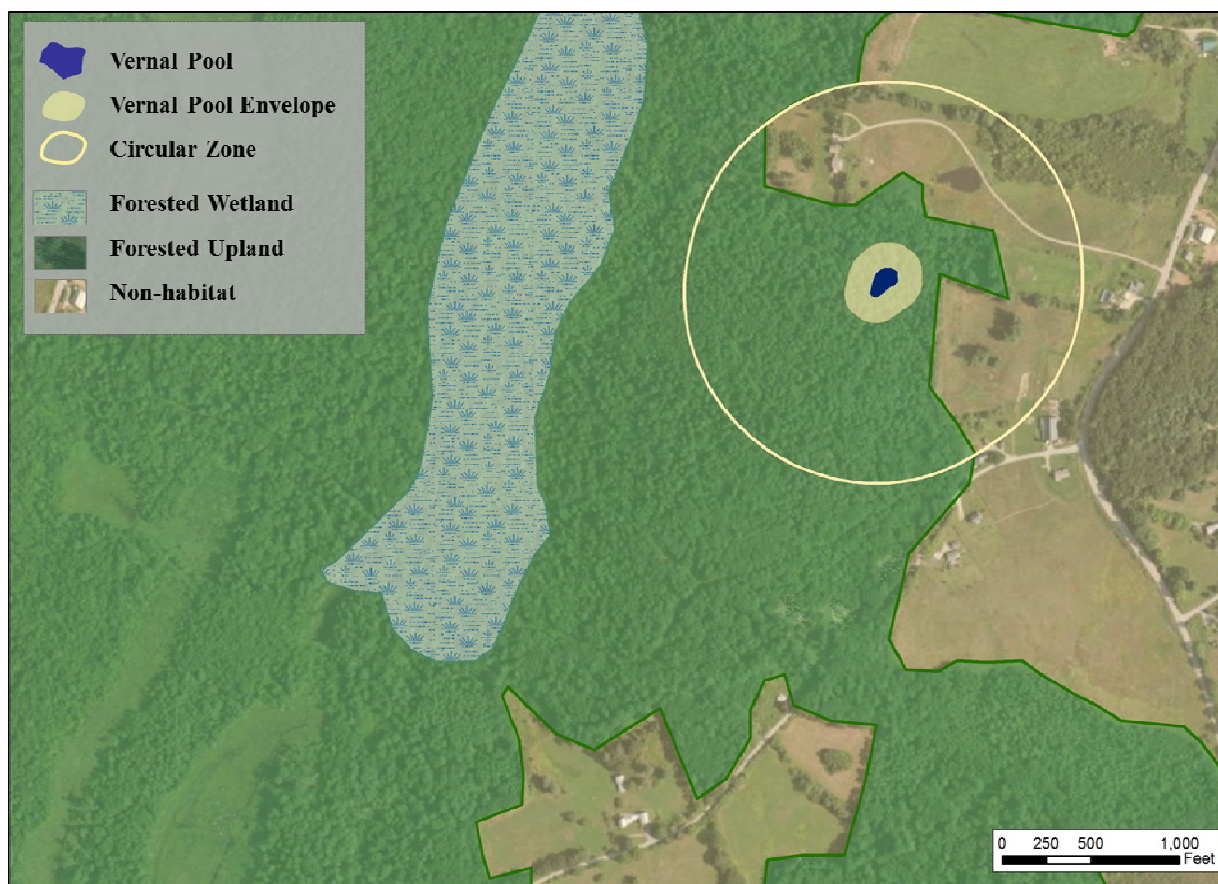 Vernal Pool
Vernal Pool Envelope
Circular Zone
Forested Wetland
Forested Upland
Non-habitat
0 250 500 1,000
Feet